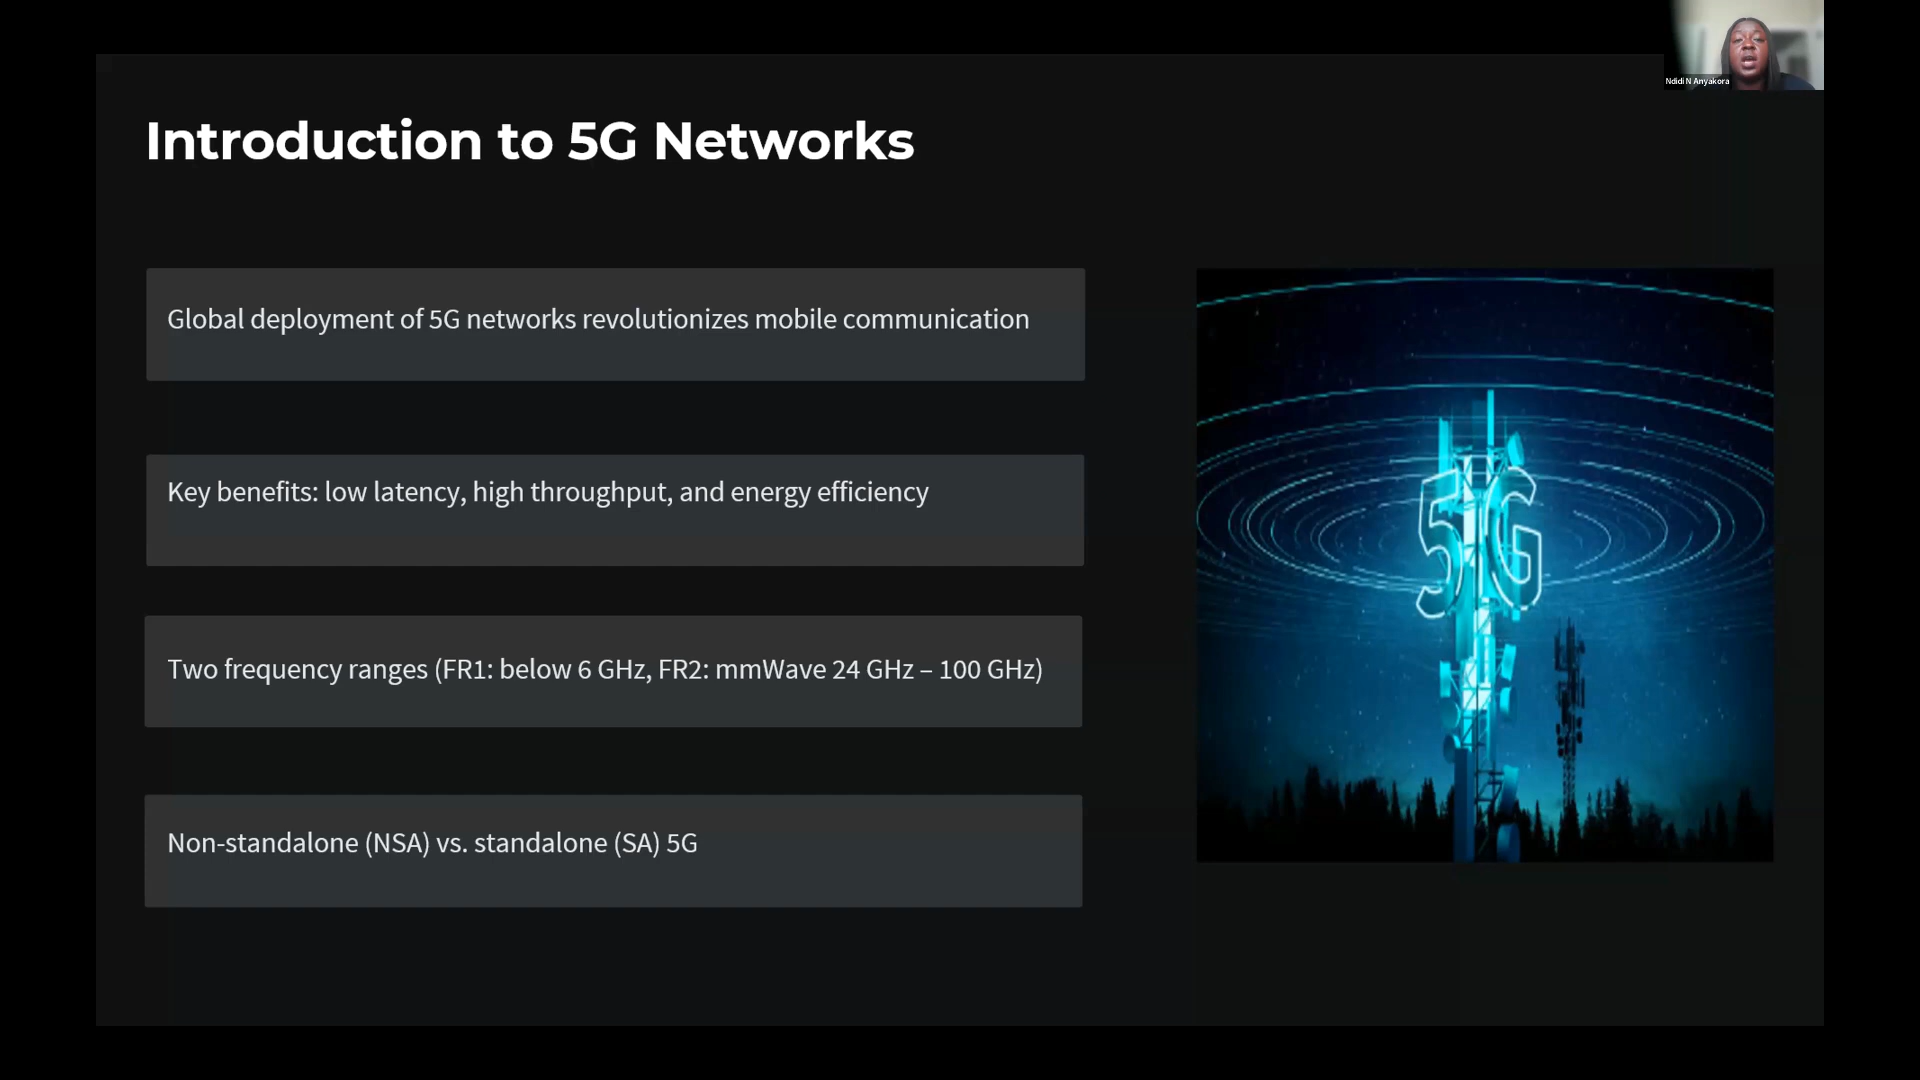 Ndidi N Anyakora
Introduction to 5G Networks
Global deployment of 5G networks revolutionizes mobile communication
Key benefits: low latency, high throughput, and energy efficiency
Two frequency ranges (FR1: below 6 GHz, FR2: mmWave 24 GHz – 100 GHz)
Non-standalone (NSA) vs. standalone (SA) 5G
5G